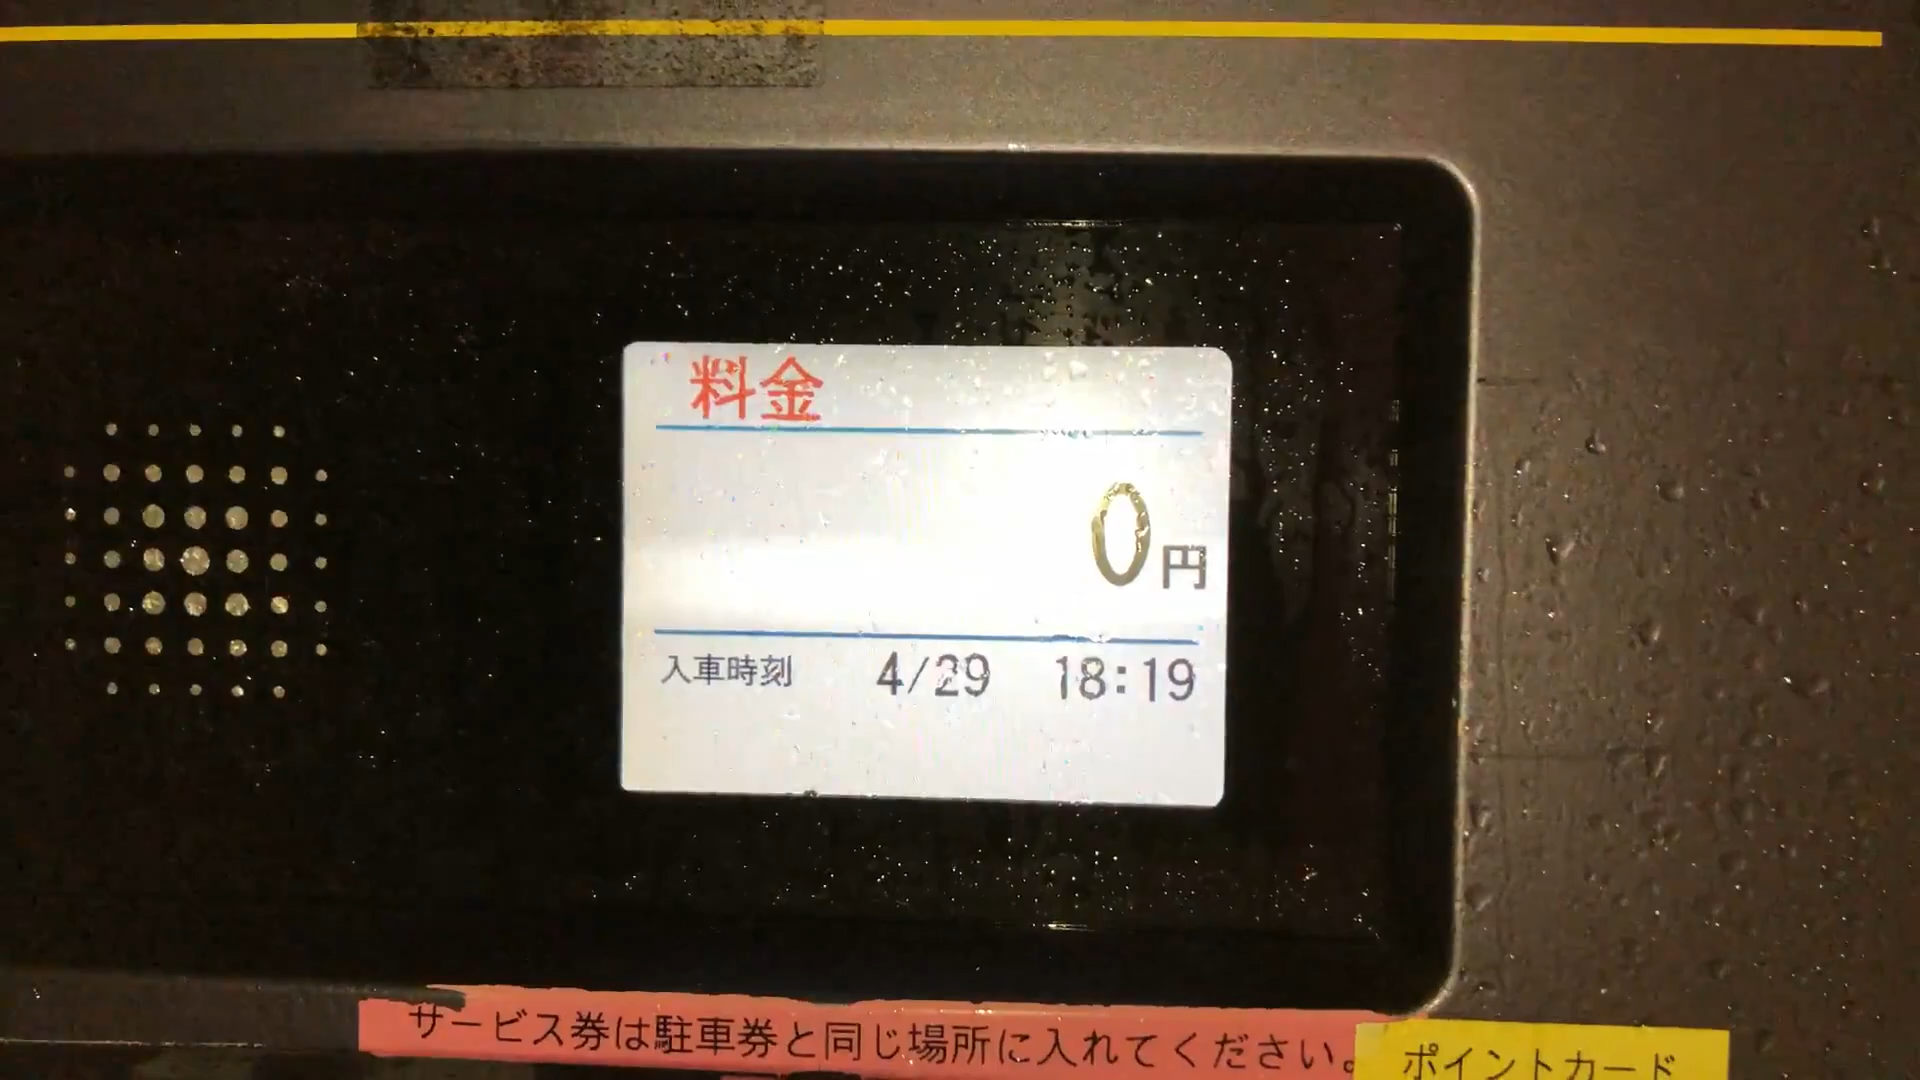 料金
0円
入車時刻 4/29 18:19
サービス券は駐車券と同じ場所に入れてください。
ポイントカード